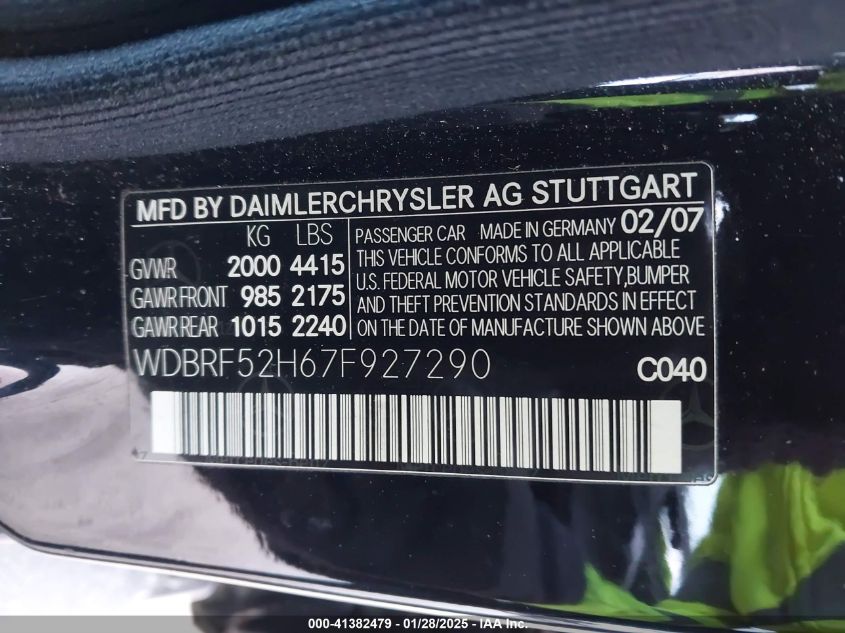 MFD BY DAIMLERCHRYSLER AG STUTTGART
KG LBS
GVWR 2000 4415
GAWR FRONT 985 2175
GAWR REAR 1015 2240
PASSENGER CAR MADE IN GERMANY 02/07
THIS VEHICLE CONFORMS TO ALL APPLICABLE
U.S. FEDERAL MOTOR VEHICLE SAFETY,BUMPER
AND THEFT PREVENTION STANDARDS IN EFFECT
ON THE DATE OF MANUFACTURE SHOWN ABOVE
WDBRF52H67F927290 C040
000-41382479 - 01/28/2025 - IAA Inc.